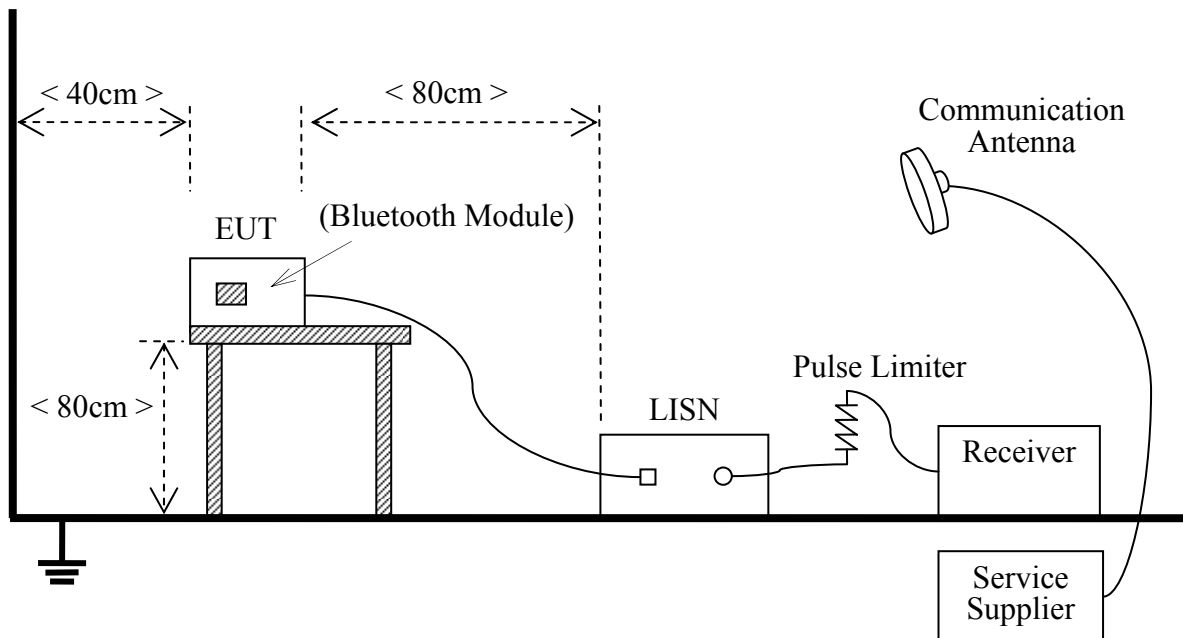 < 40cm >
< 80cm >
Communication
Antenna
(Bluetooth Module)
EUT
Pulse Limiter
< 80cm >
LISN
Receiver
Service
Supplier